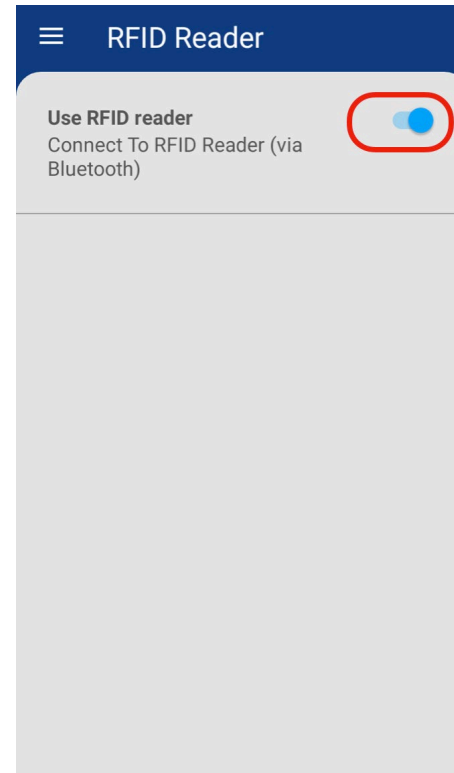 RFID Reader
Use RFID reader
Connect To RFID Reader (via
Bluetooth)